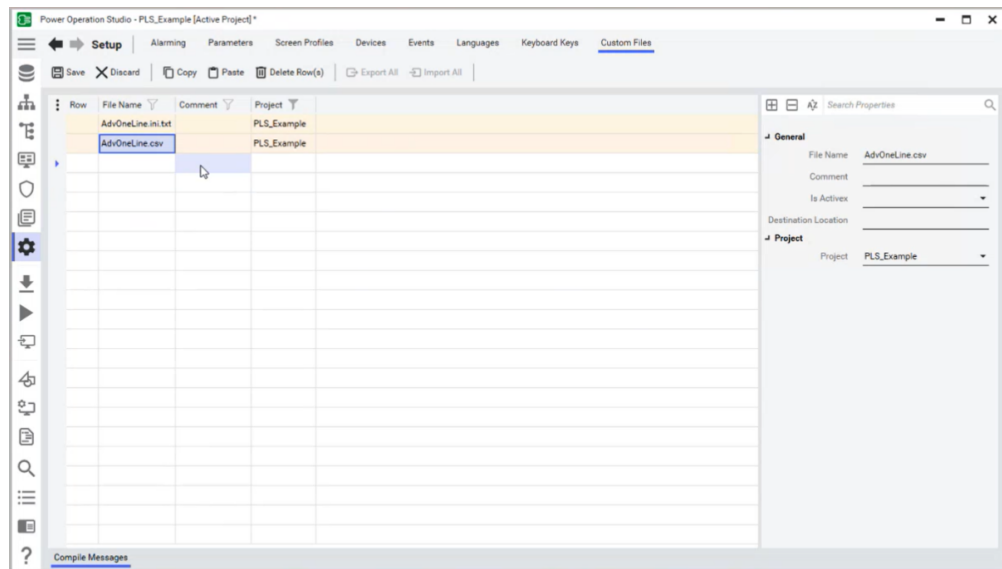 Power Operation Studio - PLS_Example [Active Project] *
Setup Alarming Parameters Screen Profiles Devices Events Languages Keyboard Keys Custom Files
Save Discard Copy Paste Delete Row(s) Export All Import All
Row File Name Comment Project
AdvOneLine.ini.txt PLS_Example
AdvOneLine.csv PLS_Example
Search Properties
General
File Name AdvOneLine.csv
Comment
Is Activex
Destination Location
Project
Project PLS_Example
Compile Messages